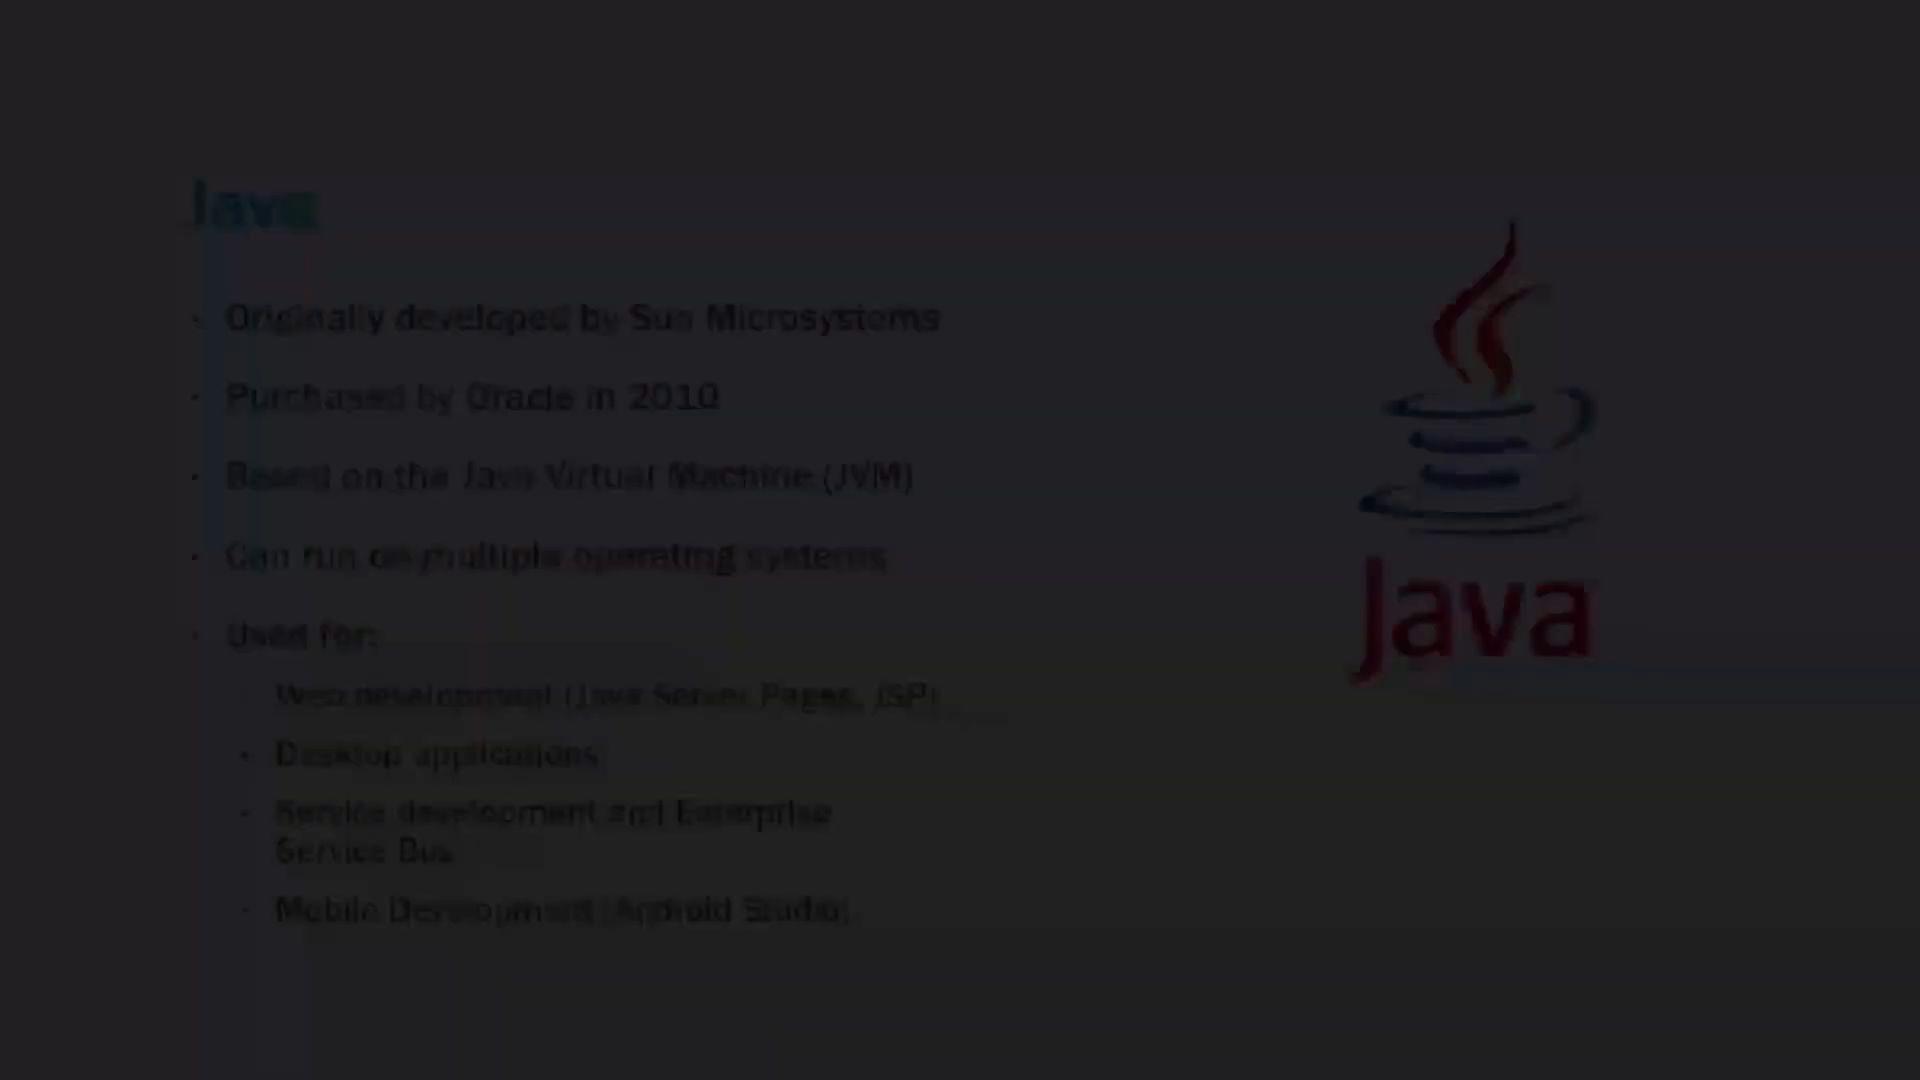 Java
• Originally developed by Sun Microsystems
• Purchased by Oracle in 2010
• Based on the Java Virtual Machine (JVM)
• Can run on multiple operating systems
• Used for:
• Web development (Java Server Pages, JSP)
• Desktop applications
• Service development and Enterprise
Service Bus
• Mobile Development (Android Studio)
Java